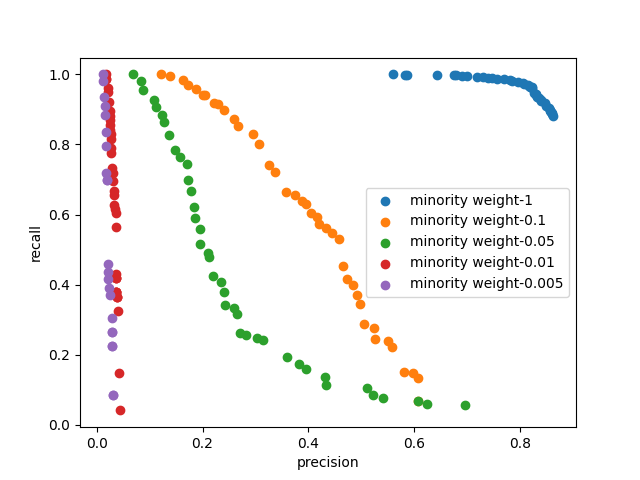 1.0
0.8
0.6
0.4
0.2
0.0
recall
minority weight-1
minority weight-0.1
minority weight-0.05
minority weight-0.01
minority weight-0.005
0.0 0.2 0.4 0.6 0.8
precision